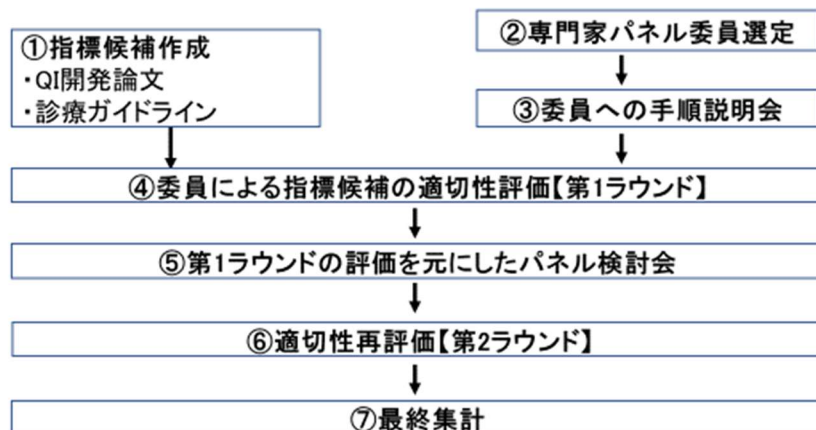 ①指標候補作成
・QI開発論文
・診療ガイドライン
②専門家パネル委員選定
③委員への手順説明会
④委員による指標候補の適切性評価【第1ラウンド】
⑤第1ラウンドの評価を元にしたパネル検討会
⑥適切性再評価【第2ラウンド】
⑦最終集計